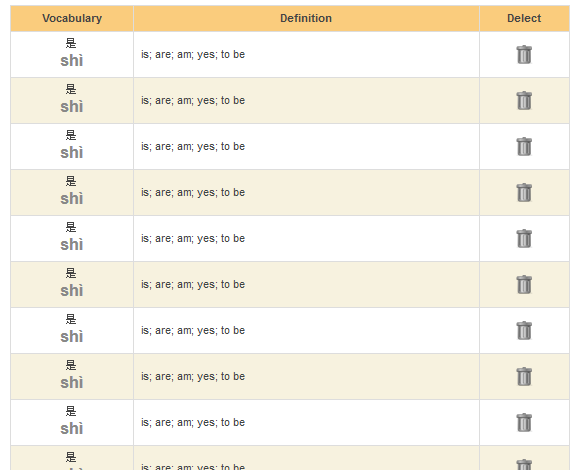 Vocabulary Definition Delect
是
shì
is; are; am; yes; to be
是
shì
is; are; am; yes; to be
是
shì
is; are; am; yes; to be
是
shì
is; are; am; yes; to be
是
shì
is; are; am; yes; to be
是
shì
is; are; am; yes; to be
是
shì
is; are; am; yes; to be
是
shì
is; are; am; yes; to be
是
shì
is; are; am; yes; to be
是
is; are; am; yes; to be